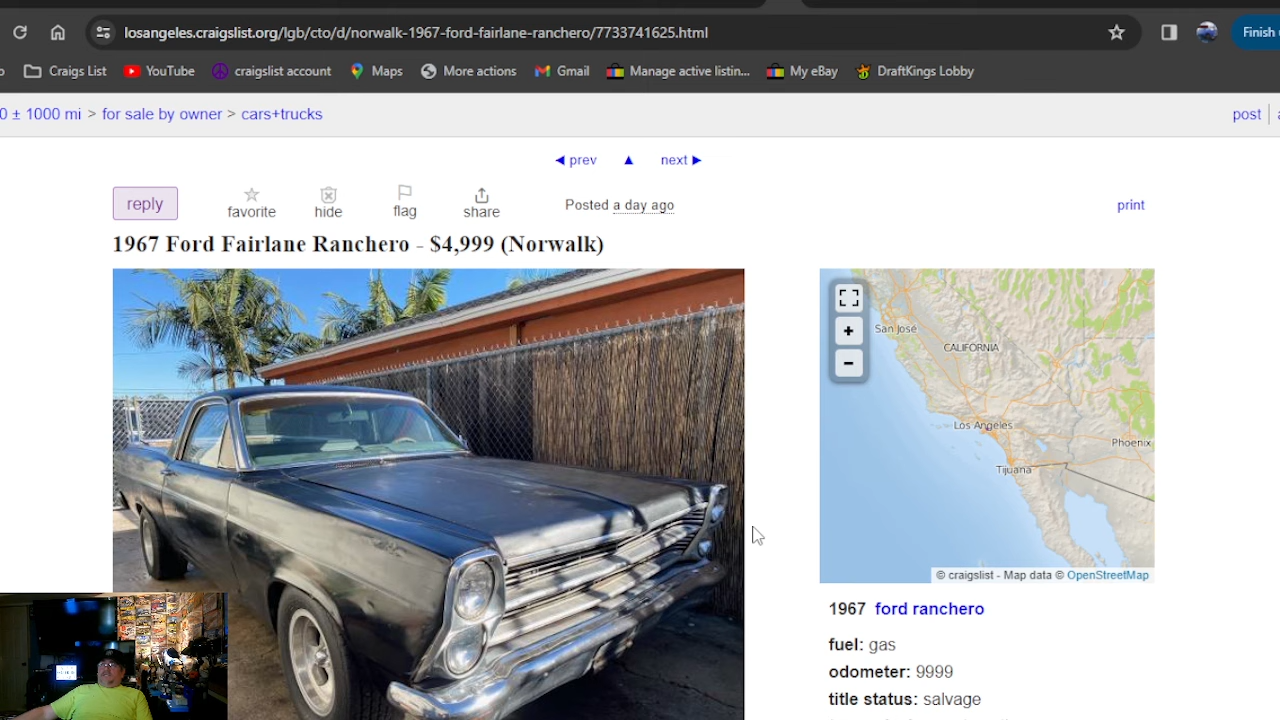 losangeles.craigslist.org/lgb/cto/d/norwalk-1967-ford-fairlane-ranchero/7733741625.html
Finish
Craigs List YouTube craigslist account Maps More actions Gmail Manage active listin... My eBay DraftKings Lobby
0 ± 1000 mi > for sale by owner > cars+trucks
post
◀ prev ▲ next ▶
reply favorite hide flag share Posted a day ago print
1967 Ford Fairlane Ranchero - $4,999 (Norwalk)
+
−
San José
CALIFORNIA
Los Angeles
Phoenix
Tijuana
© craigslist - Map data © OpenStreetMap
1967 ford ranchero
fuel: gas
odometer: 9999
title status: salvage